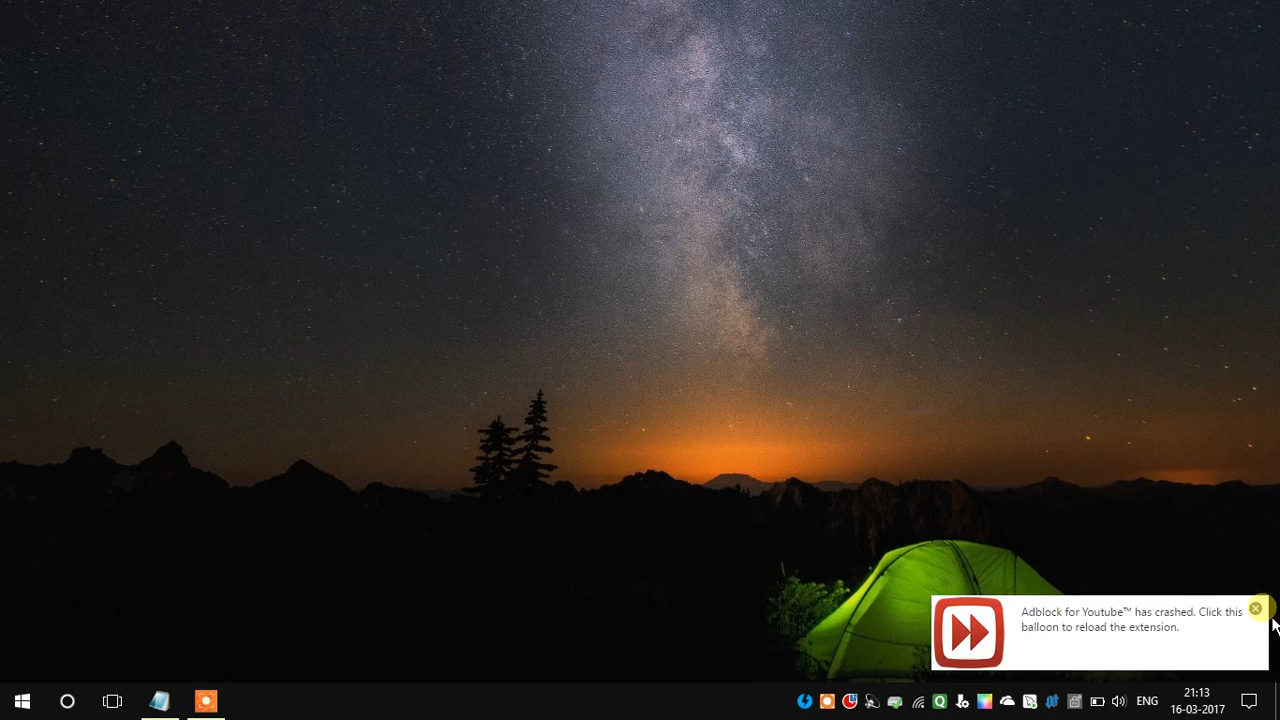 Adblock for Youtube™ has crashed. Click this
balloon to reload the extension.
Q
ENG
21:13
16-03-2017